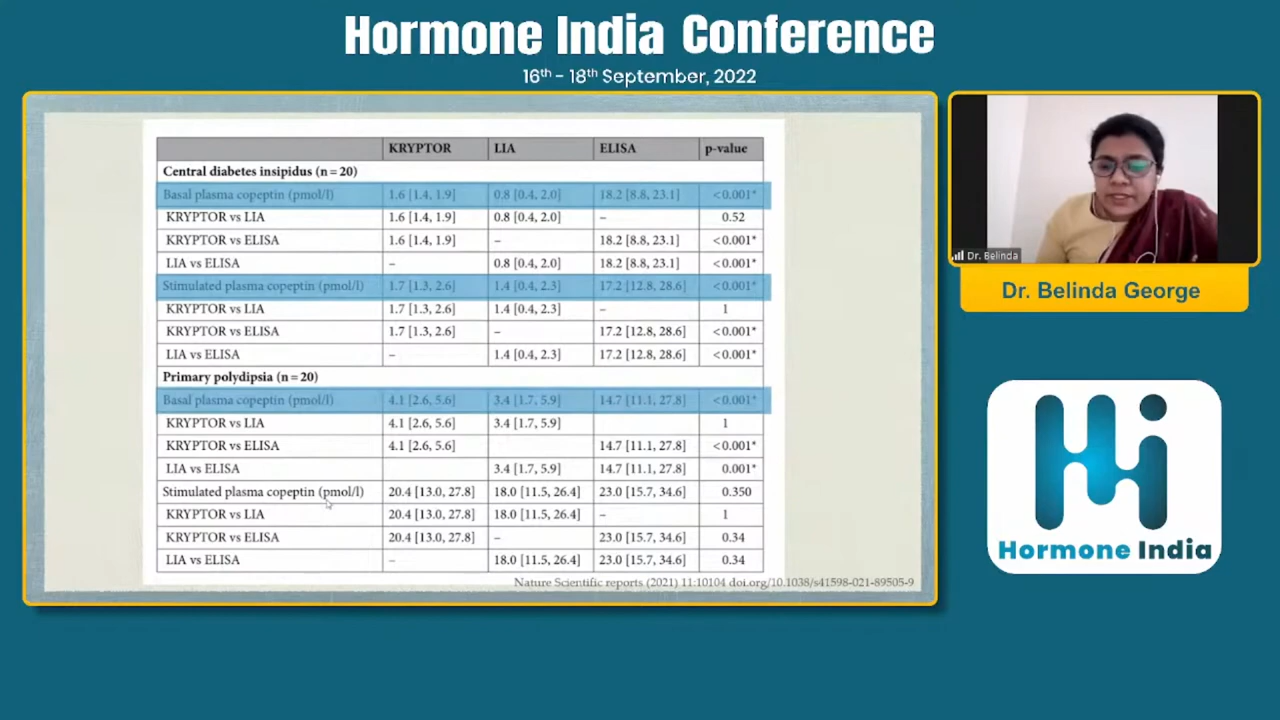 Hormone India Conference
16th - 18th September, 2022
KRYPTOR LIA ELISA p-value
Central diabetes insipidus (n = 20)
Basal plasma copeptin (pmol/l) 1.6 [1.4, 1.9] 0.8 [0.4, 2.0] 18.2 [8.8, 23.1] <0.001*
KRYPTOR vs LIA 1.6 [1.4, 1.9] 0.8 [0.4, 2.0] – 0.52
KRYPTOR vs ELISA 1.6 [1.4, 1.9] – 18.2 [8.8, 23.1] <0.001*
LIA vs ELISA – 0.8 [0.4, 2.0] 18.2 [8.8, 23.1] <0.001*
Stimulated plasma copeptin (pmol/l) 1.7 [1.3, 2.6] 1.4 [0.4, 2.3] 17.2 [12.8, 28.6] <0.001*
KRYPTOR vs LIA 1.7 [1.3, 2.6] 1.4 [0.4, 2.3] – 1
KRYPTOR vs ELISA 1.7 [1.3, 2.6] – 17.2 [12.8, 28.6] <0.001*
LIA vs ELISA – 1.4 [0.4, 2.3] 17.2 [12.8, 28.6] <0.001*
Primary polydipsia (n = 20)
Basal plasma copeptin (pmol/l) 4.1 [2.6, 5.6] 3.4 [1.7, 5.9] 14.7 [11.1, 27.8] <0.001*
KRYPTOR vs LIA 4.1 [2.6, 5.6] 3.4 [1.7, 5.9] 1
KRYPTOR vs ELISA 4.1 [2.6, 5.6] 14.7 [11.1, 27.8] <0.001*
LIA vs ELISA 3.4 [1.7, 5.9] 14.7 [11.1, 27.8] 0.001*
Stimulated plasma copeptin (pmol/l) 20.4 [13.0, 27.8] 18.0 [11.5, 26.4] 23.0 [15.7, 34.6] 0.350
KRYPTOR vs LIA 20.4 [13.0, 27.8] 18.0 [11.5, 26.4] – 1
KRYPTOR vs ELISA 20.4 [13.0, 27.8] – 23.0 [15.7, 34.6] 0.34
LIA vs ELISA – 18.0 [11.5, 26.4] 23.0 [15.7, 34.6] 0.34
Nature Scientific reports (2021) 11:10104 doi.org/10.1038/s41598-021-89505-9
Dr. Belinda
Dr. Belinda George
Hormone India